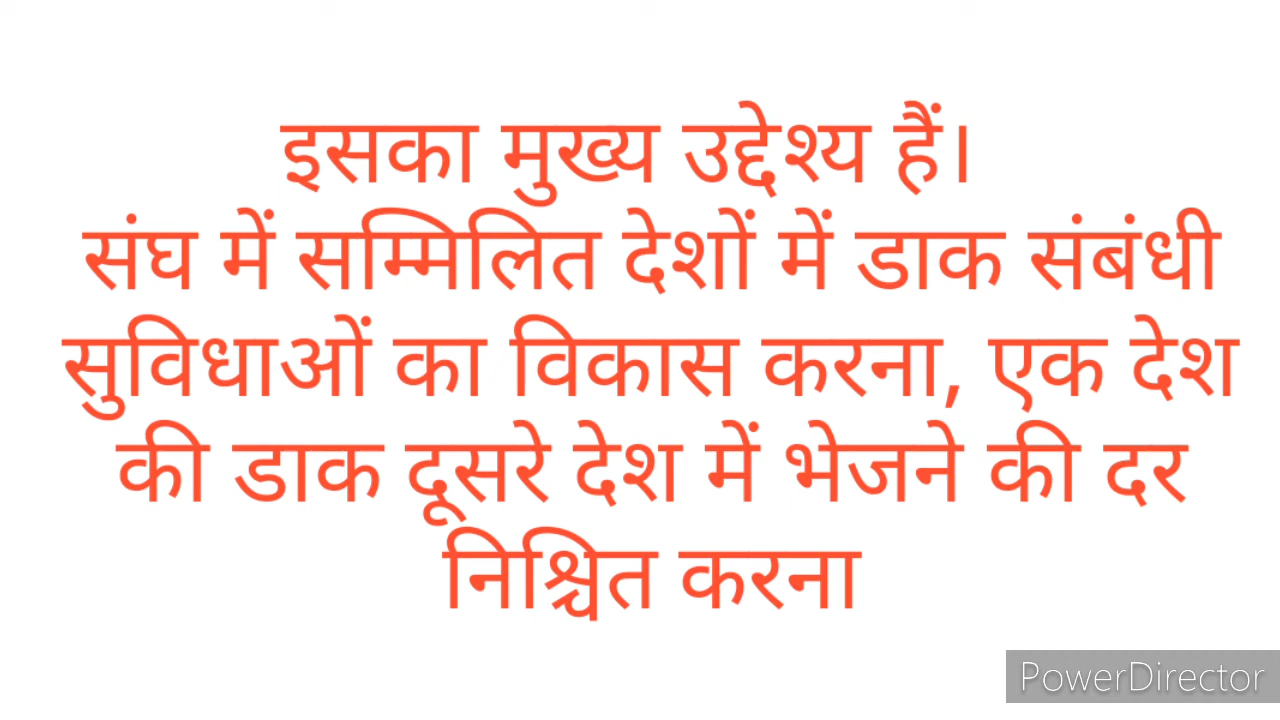 इसका मुख्य उद्देश्य हैं।
संघ में सम्मिलित देशों में डाक संबंधी
सुविधाओं का विकास करना, एक देश
की डाक दूसरे देश में भेजने की दर
निश्चित करना
PowerDirector